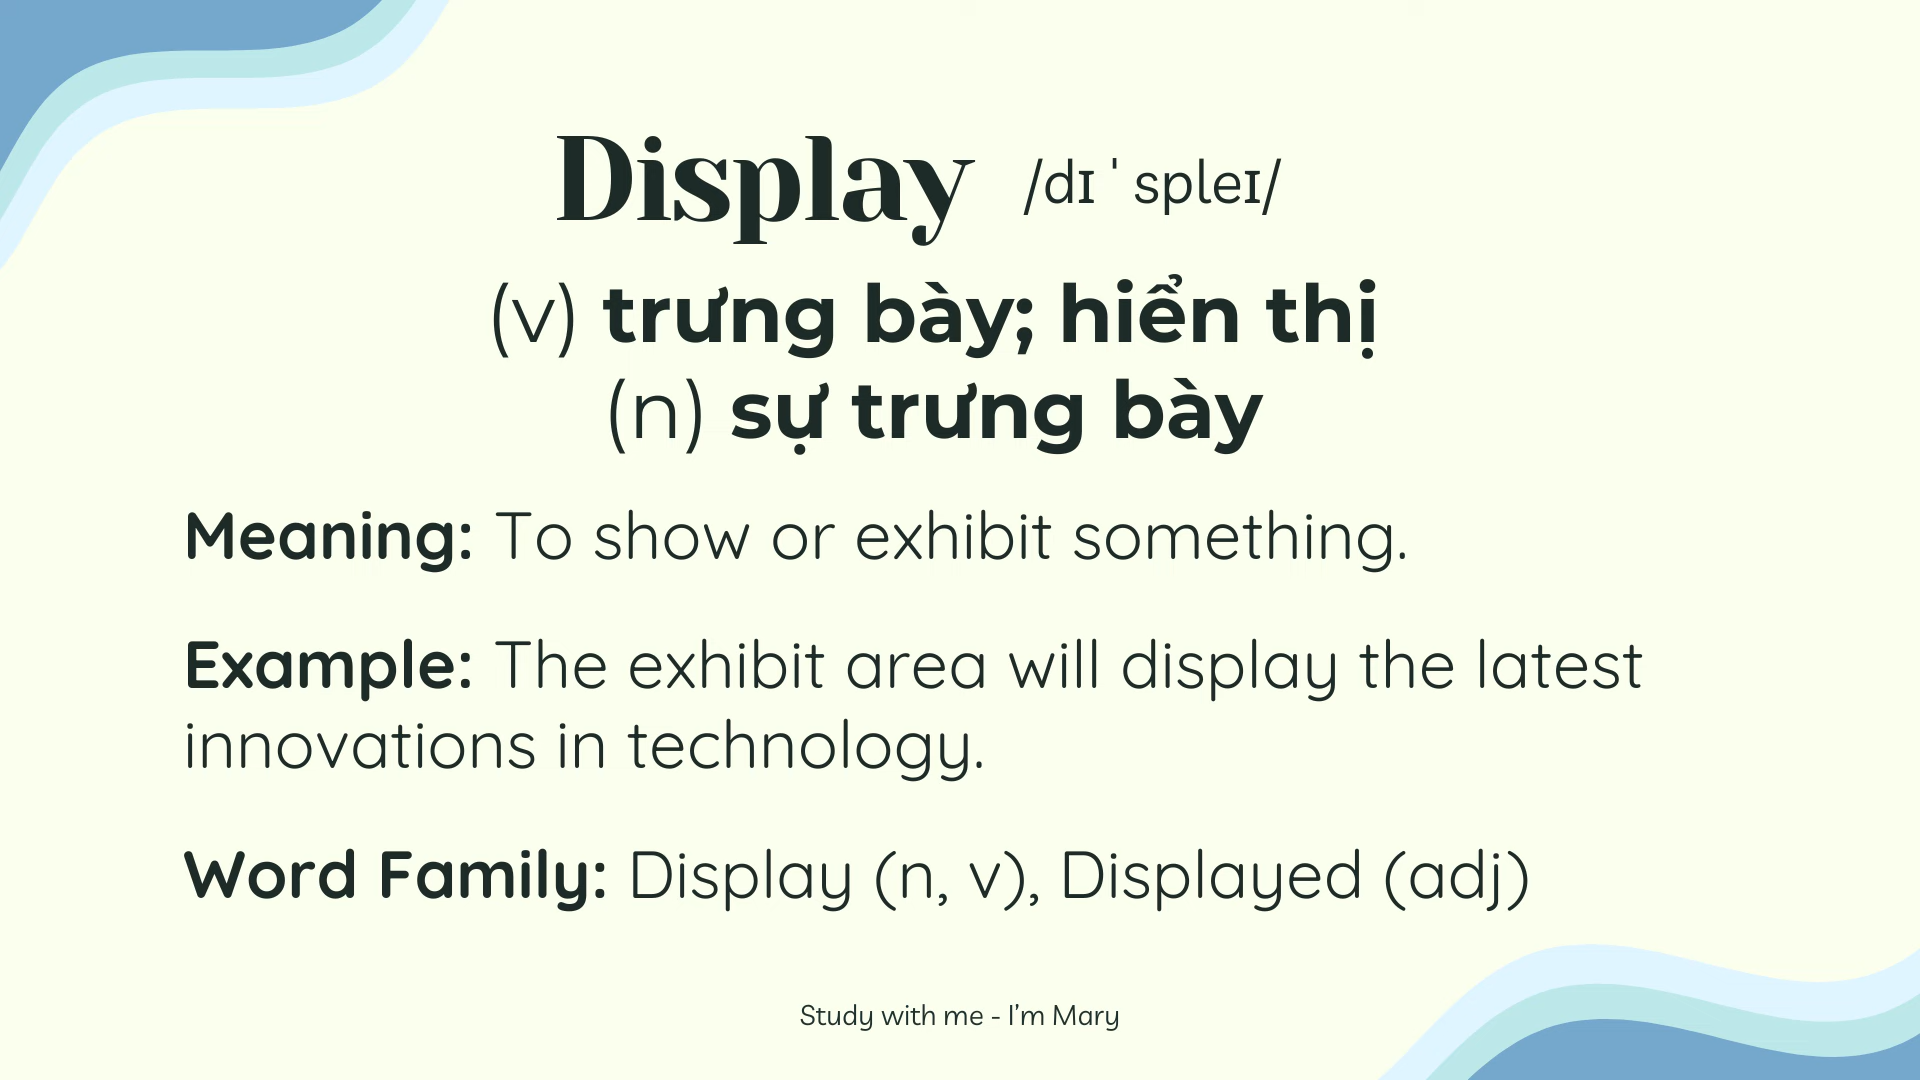 Display /dɪˈspleɪ/
(v) trưng bày; hiển thị
(n) sự trưng bày
Meaning: To show or exhibit something.
Example: The exhibit area will display the latest
innovations in technology.
Word Family: Display (n, v), Displayed (adj)
Study with me - I'm Mary